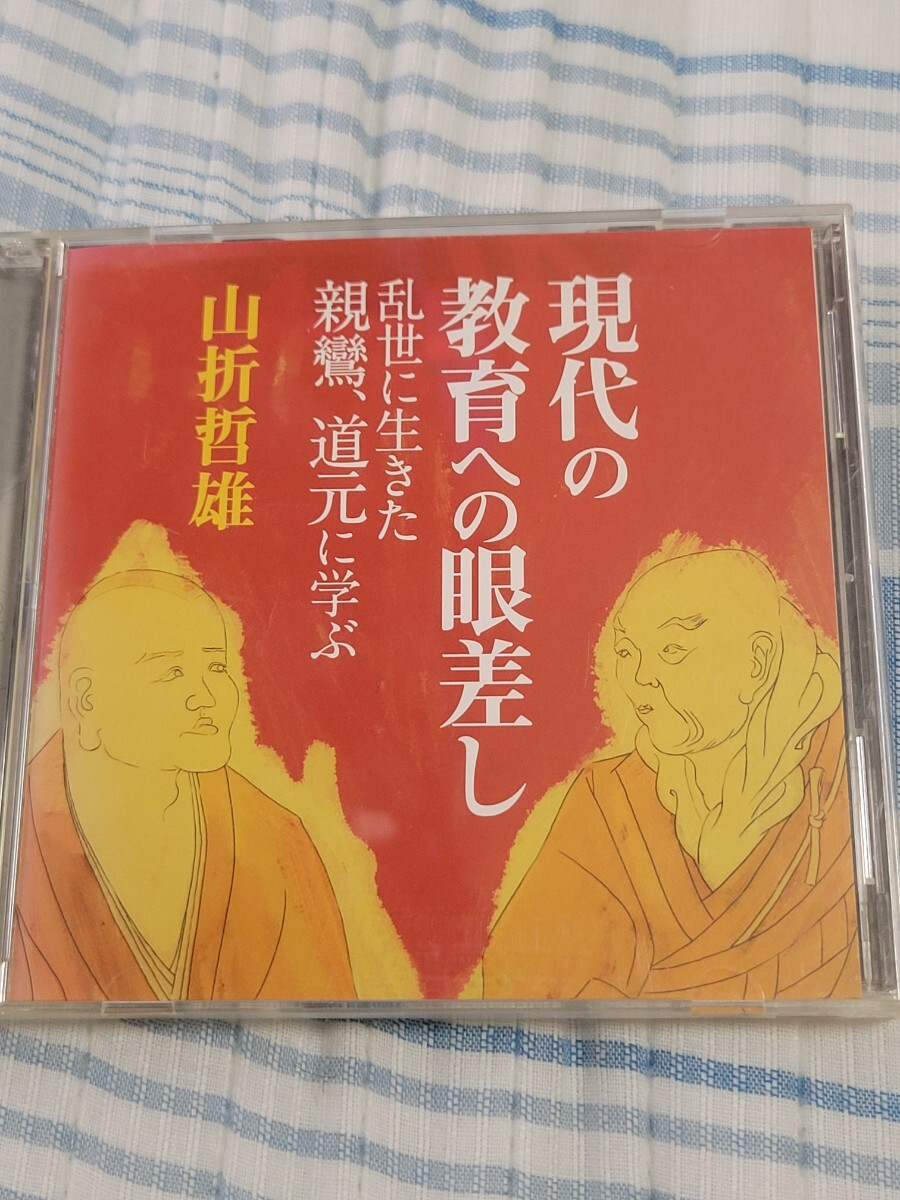 現代の
教育への眼差し
乱世に生きた
親鸞、道元に学ぶ
山折哲雄